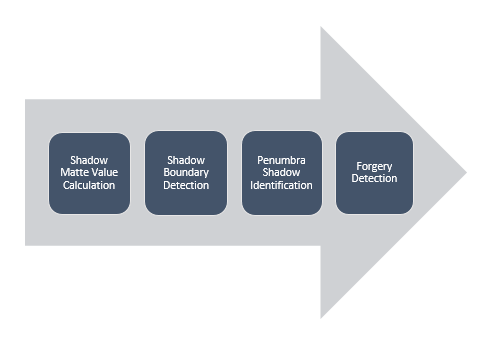 Shadow
Matte Value
Calculation
Shadow
Boundary
Detection
Penumbra
Shadow
Identification
Forgery
Detection